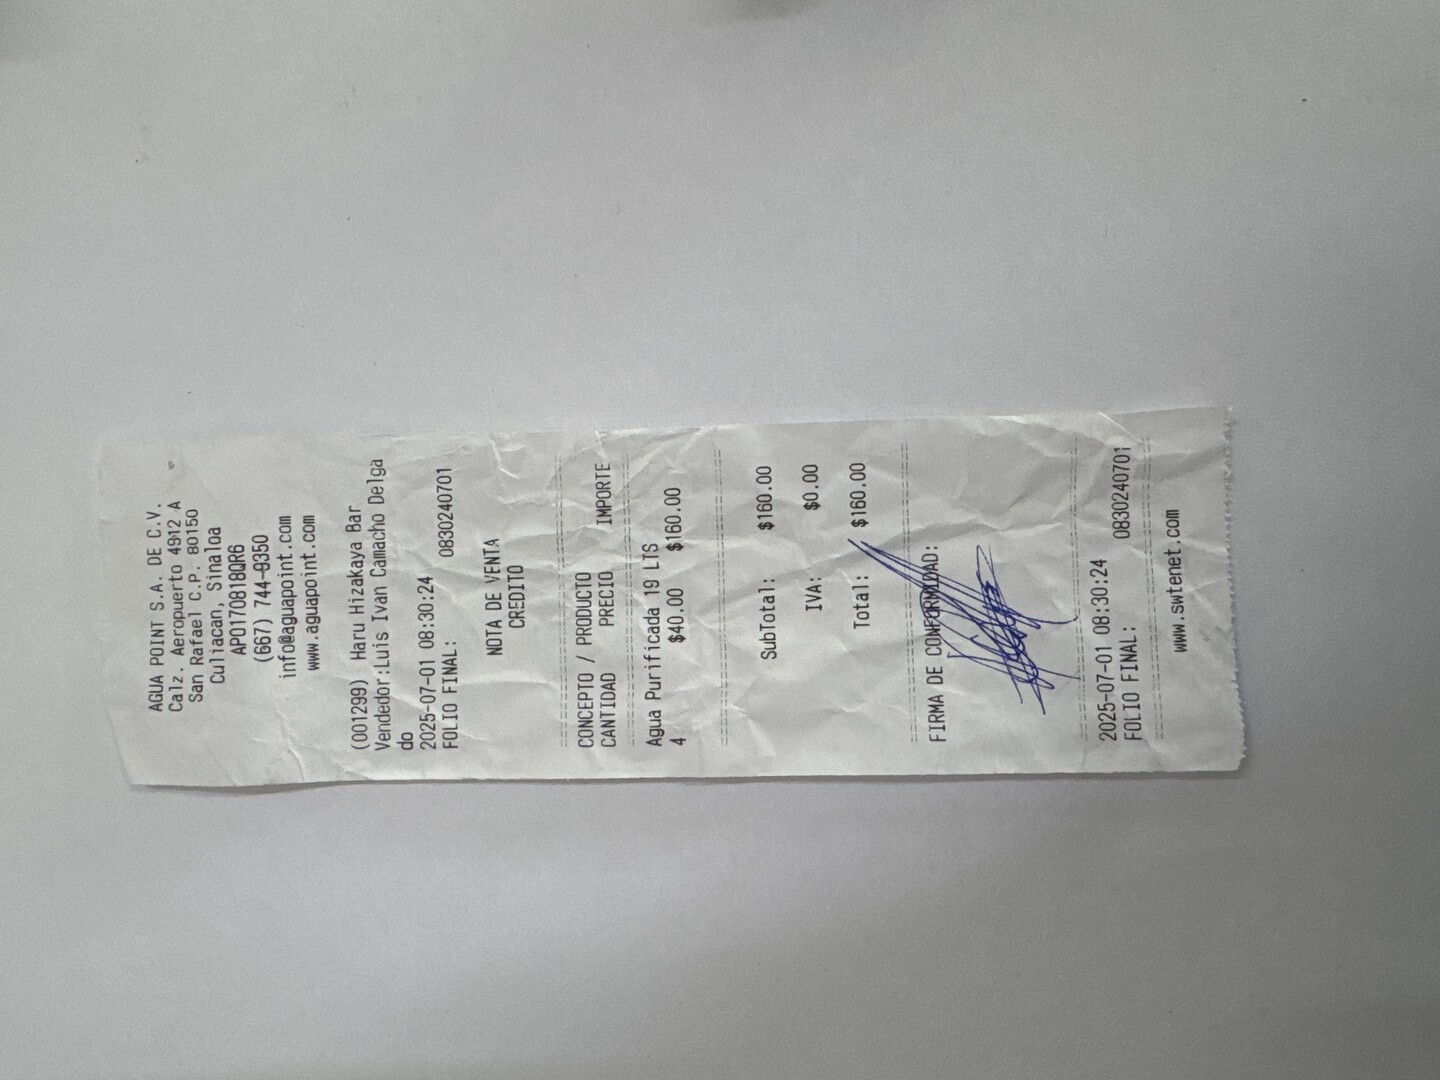 AGUA POINT S.A. DE C.V.
Calz. Aeropuerto 4912 A
San Rafael C.P. 80150
Culiacan, Sinaloa
APO170818QR6
(667) 744-9350
info@aguapoint.com
www.aguapoint.com
(001299) Haru Hizakaya Bar
Vendedor:Luis Ivan Camacho Delga
do
2025-07-01 08:30:24
FOLIO FINAL: 0830240701
NOTA DE VENTA
CREDITO
CONCEPTO / PRODUCTO
CANTIDAD PRECIO IMPORTE
Agua Purificada 19 LTS
4 $40.00 $160.00
SubTotal: $160.00
IVA: $0.00
Total: $160.00
FIRMA DE CONFORMIDAD:
2025-07-01 08:30:24
FOLIO FINAL: 0830240701
www.swtenet.com